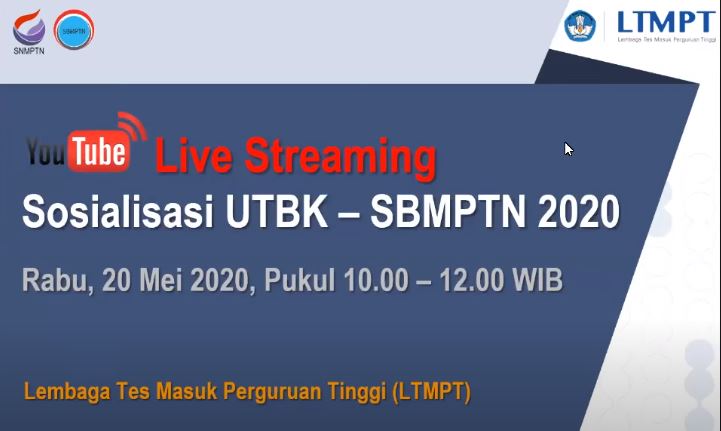 SNMPTN
SBMPTN
LTMPT
Lembaga Tes Masuk Perguruan Tinggi
YouTube Live Streaming
Sosialisasi UTBK – SBMPTN 2020
Rabu, 20 Mei 2020, Pukul 10.00 – 12.00 WIB
Lembaga Tes Masuk Perguruan Tinggi (LTMPT)